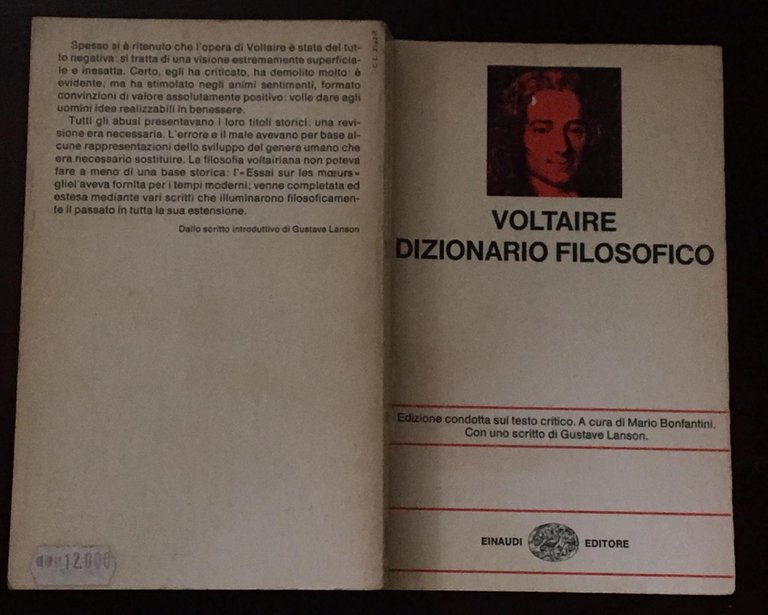 Spesso si è ritenuto che l'opera di Voltaire è stata del tut-
to negativa: si tratta di una visione estremamente superficia-
le e inesatta. Certo, egli ha criticato, ha demolito molto: è
evidente; ma ha stimolato negli animi sentimenti, formato
convinzioni di valore assolutamente positivo: volle dare agli
uomini idee realizzabili in benessere.
Tutti gli abusi presentavano i loro titoli storici: una revi-
sione era necessaria. L'errore e il male avevano per base al-
cune rappresentazioni dello sviluppo del genere umano che
era necessario sostituire. La filosofia voltairiana non poteva
fare a meno di una base storica: l'«Essai sur les mœurs»
gliel'aveva fornita per i tempi moderni; venne completata ed
estesa mediante vari scritti che illuminarono filosoficamen-
te il passato in tutta la sua estensione.
Dallo scritto introduttivo di Gustave Lanson
12.000
VOLTAIRE
DIZIONARIO FILOSOFICO
Edizione condotta sul testo critico. A cura di Mario Bonfantini.
Con uno scritto di Gustave Lanson.
EINAUDI EDITORE